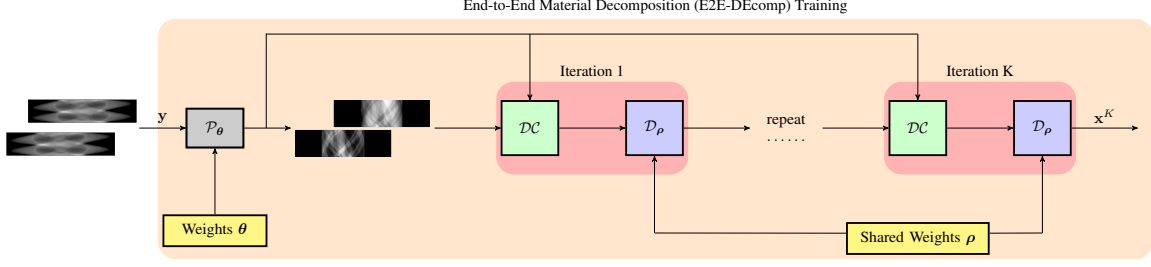 End-to-End Material Decomposition (E2E-DEcomp) Training
Iteration 1
Iteration K
y
𝒫_θ
𝒟𝒞
𝒟_ρ
repeat
......
𝒟𝒞
𝒟_ρ
x^K
Weights θ
Shared Weights ρ